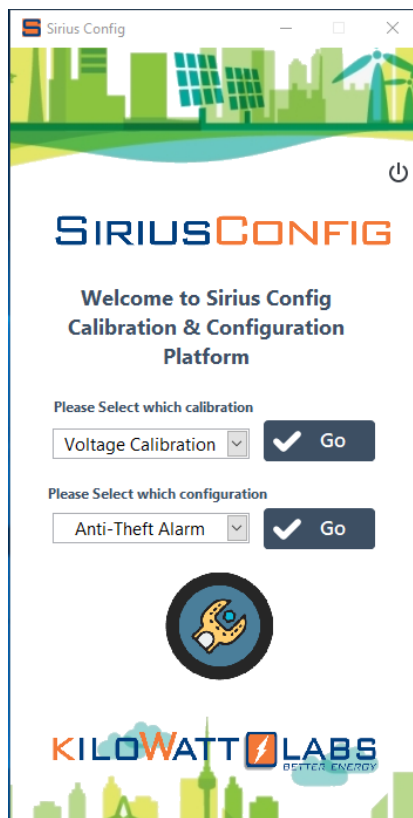 Sirius Config
SIRIUSCONFIG
Welcome to Sirius Config
Calibration & Configuration
Platform
Please Select which calibration
Voltage Calibration
Go
Please Select which configuration
Anti-Theft Alarm
Go
KILOWATT LABS
BETTER ENERGY